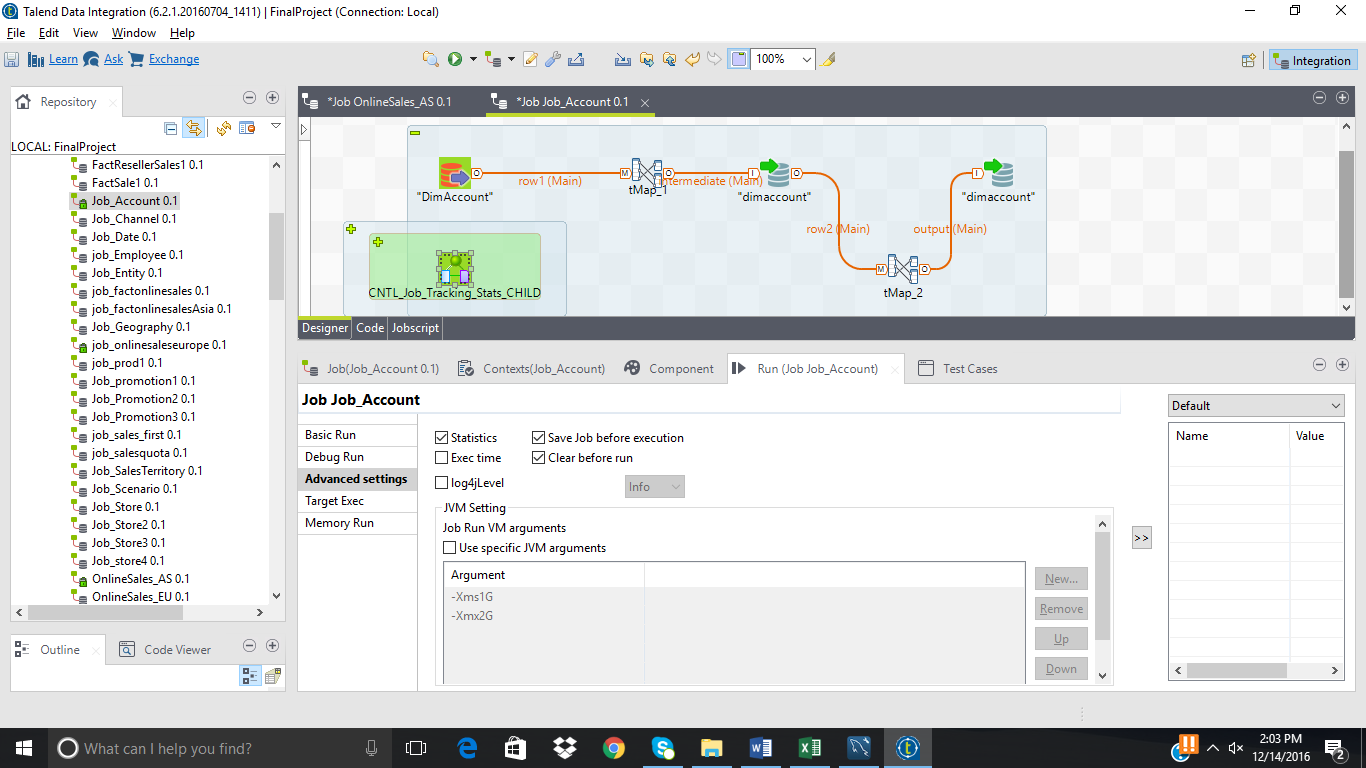 Talend Data Integration (6.2.1.20160704_1411) | FinalProject (Connection: Local)
File Edit View Window Help
Learn Ask Exchange 100% Integration
Repository
LOCAL: FinalProject
FactResellerSales1 0.1
FactSale1 0.1
Job_Account 0.1
Job_Channel 0.1
Job_Date 0.1
job_Employee 0.1
Job_Entity 0.1
job_factonlinesales 0.1
job_factonlinesalesAsia 0.1
Job_Geography 0.1
job_onlinesaleseurope 0.1
job_prod1 0.1
Job_promotion1 0.1
Job_Promotion2 0.1
Job_Promotion3 0.1
job_sales_first 0.1
job_salesquota 0.1
Job_SalesTerritory 0.1
Job_Scenario 0.1
Job_Store 0.1
Job_Store2 0.1
Job_Store3 0.1
Job_store4 0.1
OnlineSales_AS 0.1
OnlineSales_EU 0.1
Outline Code Viewer
*Job OnlineSales_AS 0.1 *Job Job_Account 0.1
row1 (Main) intermediate (Main)
"DimAccount" tMap_1 "dimaccount" "dimaccount"
row2 (Main) output (Main)
CNTL_Job_Tracking_Stats_CHILD tMap_2
Designer Code Jobscript
Job(Job_Account 0.1) Contexts(Job_Account) Component Run (Job Job_Account) Test Cases
Job Job_Account
Basic Run
Debug Run
Advanced settings
Target Exec
Memory Run
Statistics Save Job before execution
Exec time Clear before run
log4jLevel Info
JVM Setting
Job Run VM arguments
Use specific JVM arguments
Argument
-Xms1G
-Xmx2G
New...
Remove
Up
Down
>>
Default
Name Value
What can I help you find?
2:03 PM
12/14/2016
2